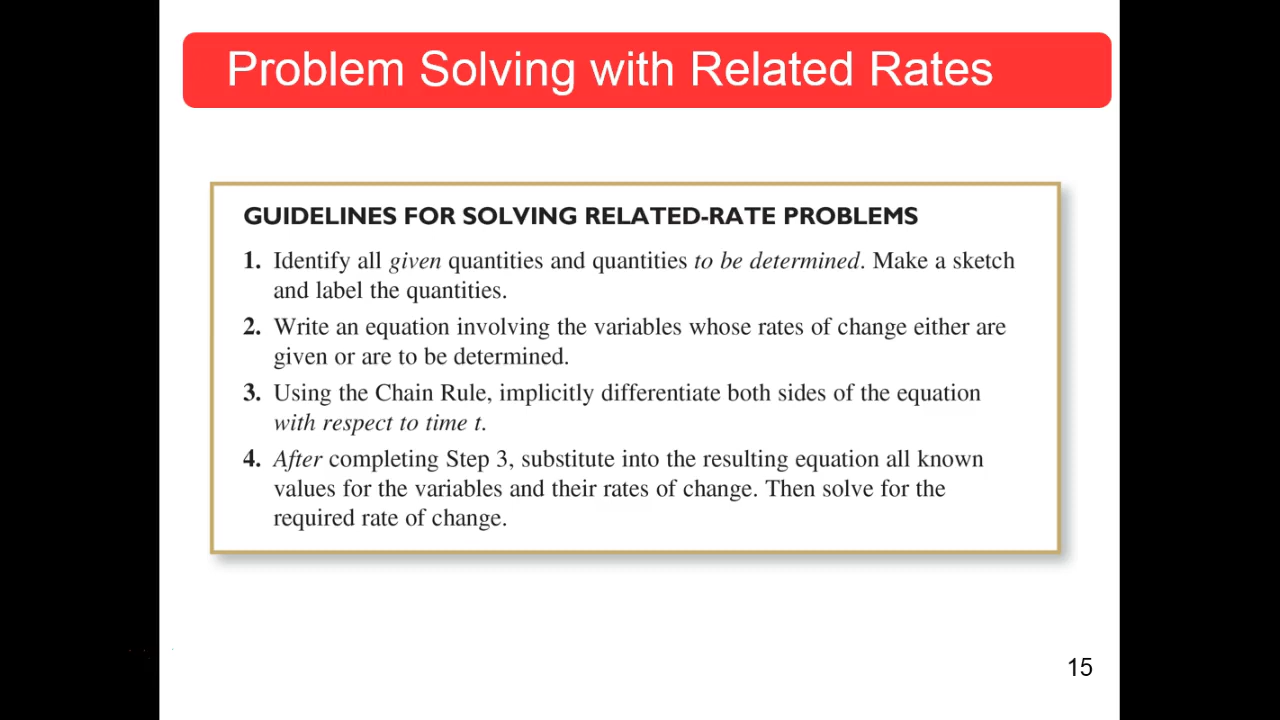 Problem Solving with Related Rates
GUIDELINES FOR SOLVING RELATED-RATE PROBLEMS
1. Identify all given quantities and quantities to be determined. Make a sketch
and label the quantities.
2. Write an equation involving the variables whose rates of change either are
given or are to be determined.
3. Using the Chain Rule, implicitly differentiate both sides of the equation
with respect to time t.
4. After completing Step 3, substitute into the resulting equation all known
values for the variables and their rates of change. Then solve for the
required rate of change.
15